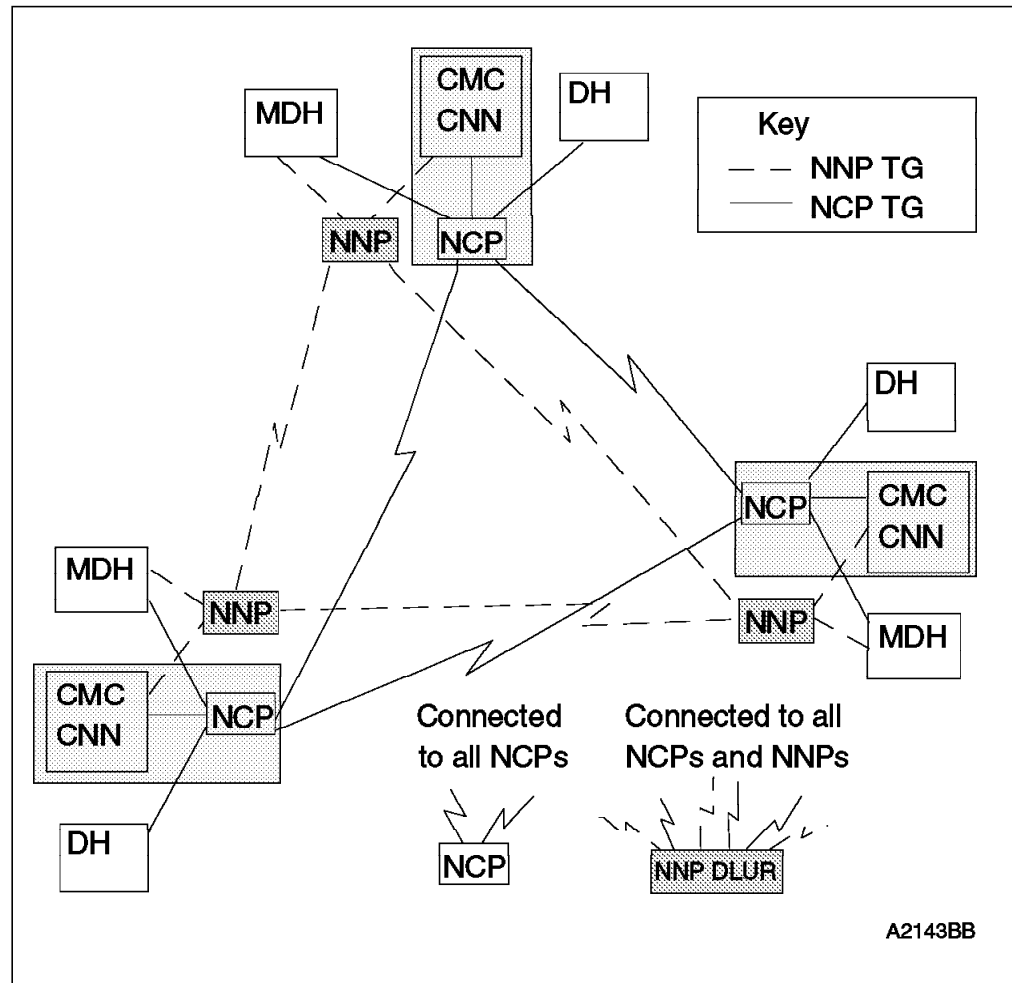 MDH
CMC
CNN
DH
Key
NNP TG
NCP TG
NNP
NCP
DH
NCP
CMC
CNN
MDH
NNP
NNP
MDH
CMC
CNN
NCP
Connected
to all NCPs
Connected to all
NCPs and NNPs
DH
NCP
NNP DLUR
A2143BB